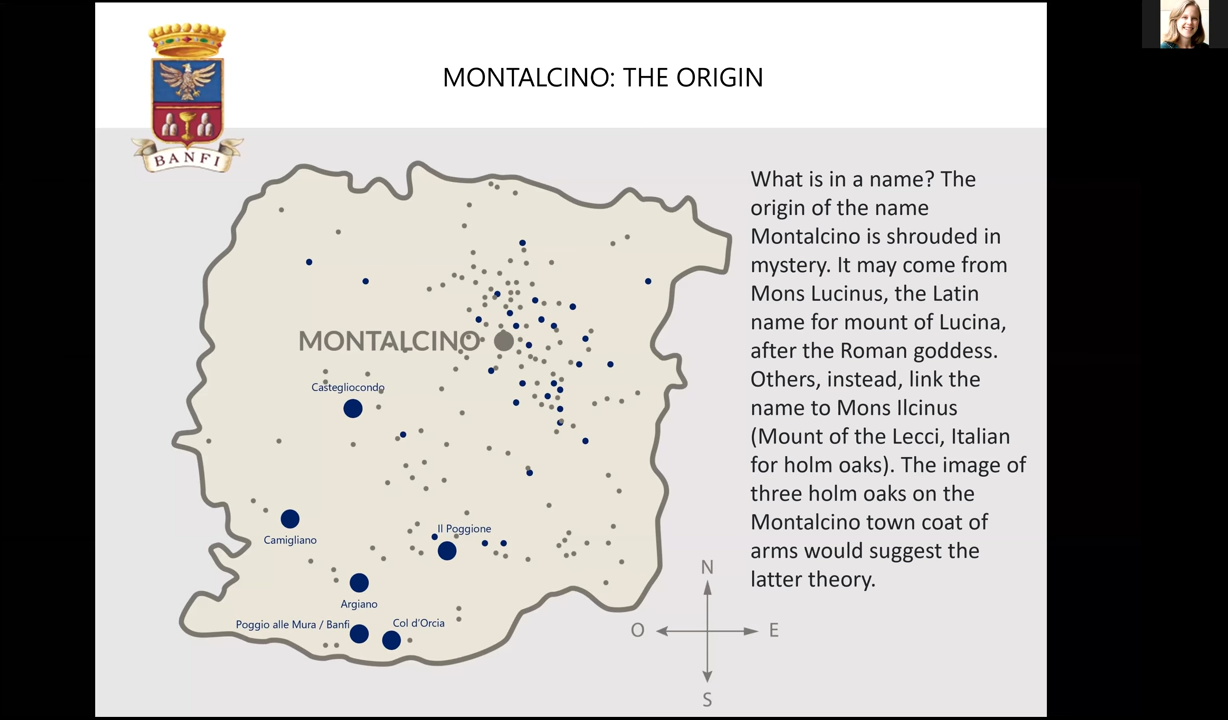 MONTALCINO: THE ORIGIN
BANFI
What is in a name? The
origin of the name
Montalcino is shrouded in
mystery. It may come from
Mons Lucinus, the Latin
name for mount of Lucina,
after the Roman goddess.
Others, instead, link the
name to Mons Ilcinus
(Mount of the Lecci, Italian
for holm oaks). The image of
three holm oaks on the
Montalcino town coat of
arms would suggest the
latter theory.
MONTALCINO
Castegliocondo
Il Poggione
Camigliano
Argiano
Poggio alle Mura / Banfi
Col d'Orcia
N
O
E
S